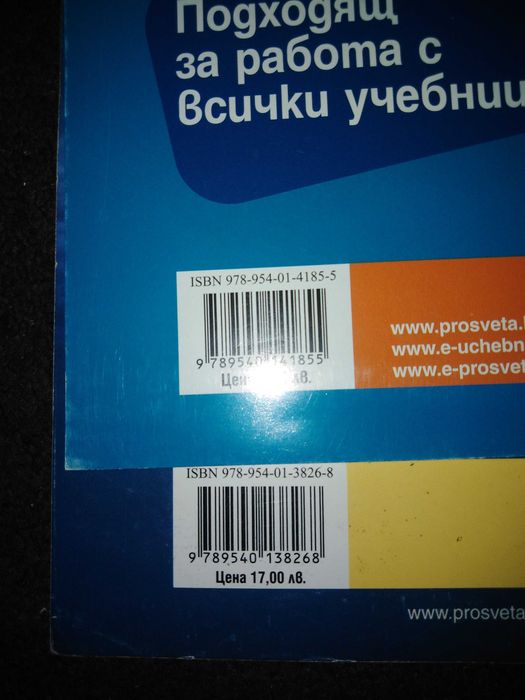 Подходящ
за работа с
всички
ISBN 978-954-01-4185-5
www.prosveta.
www.e-uchebn
www.e-prosvet
9 789540 141855
лв.
ISBN 978-954-01-3826-8
9 789540 138268
Цена 17,00 лв.
www.prosveta.